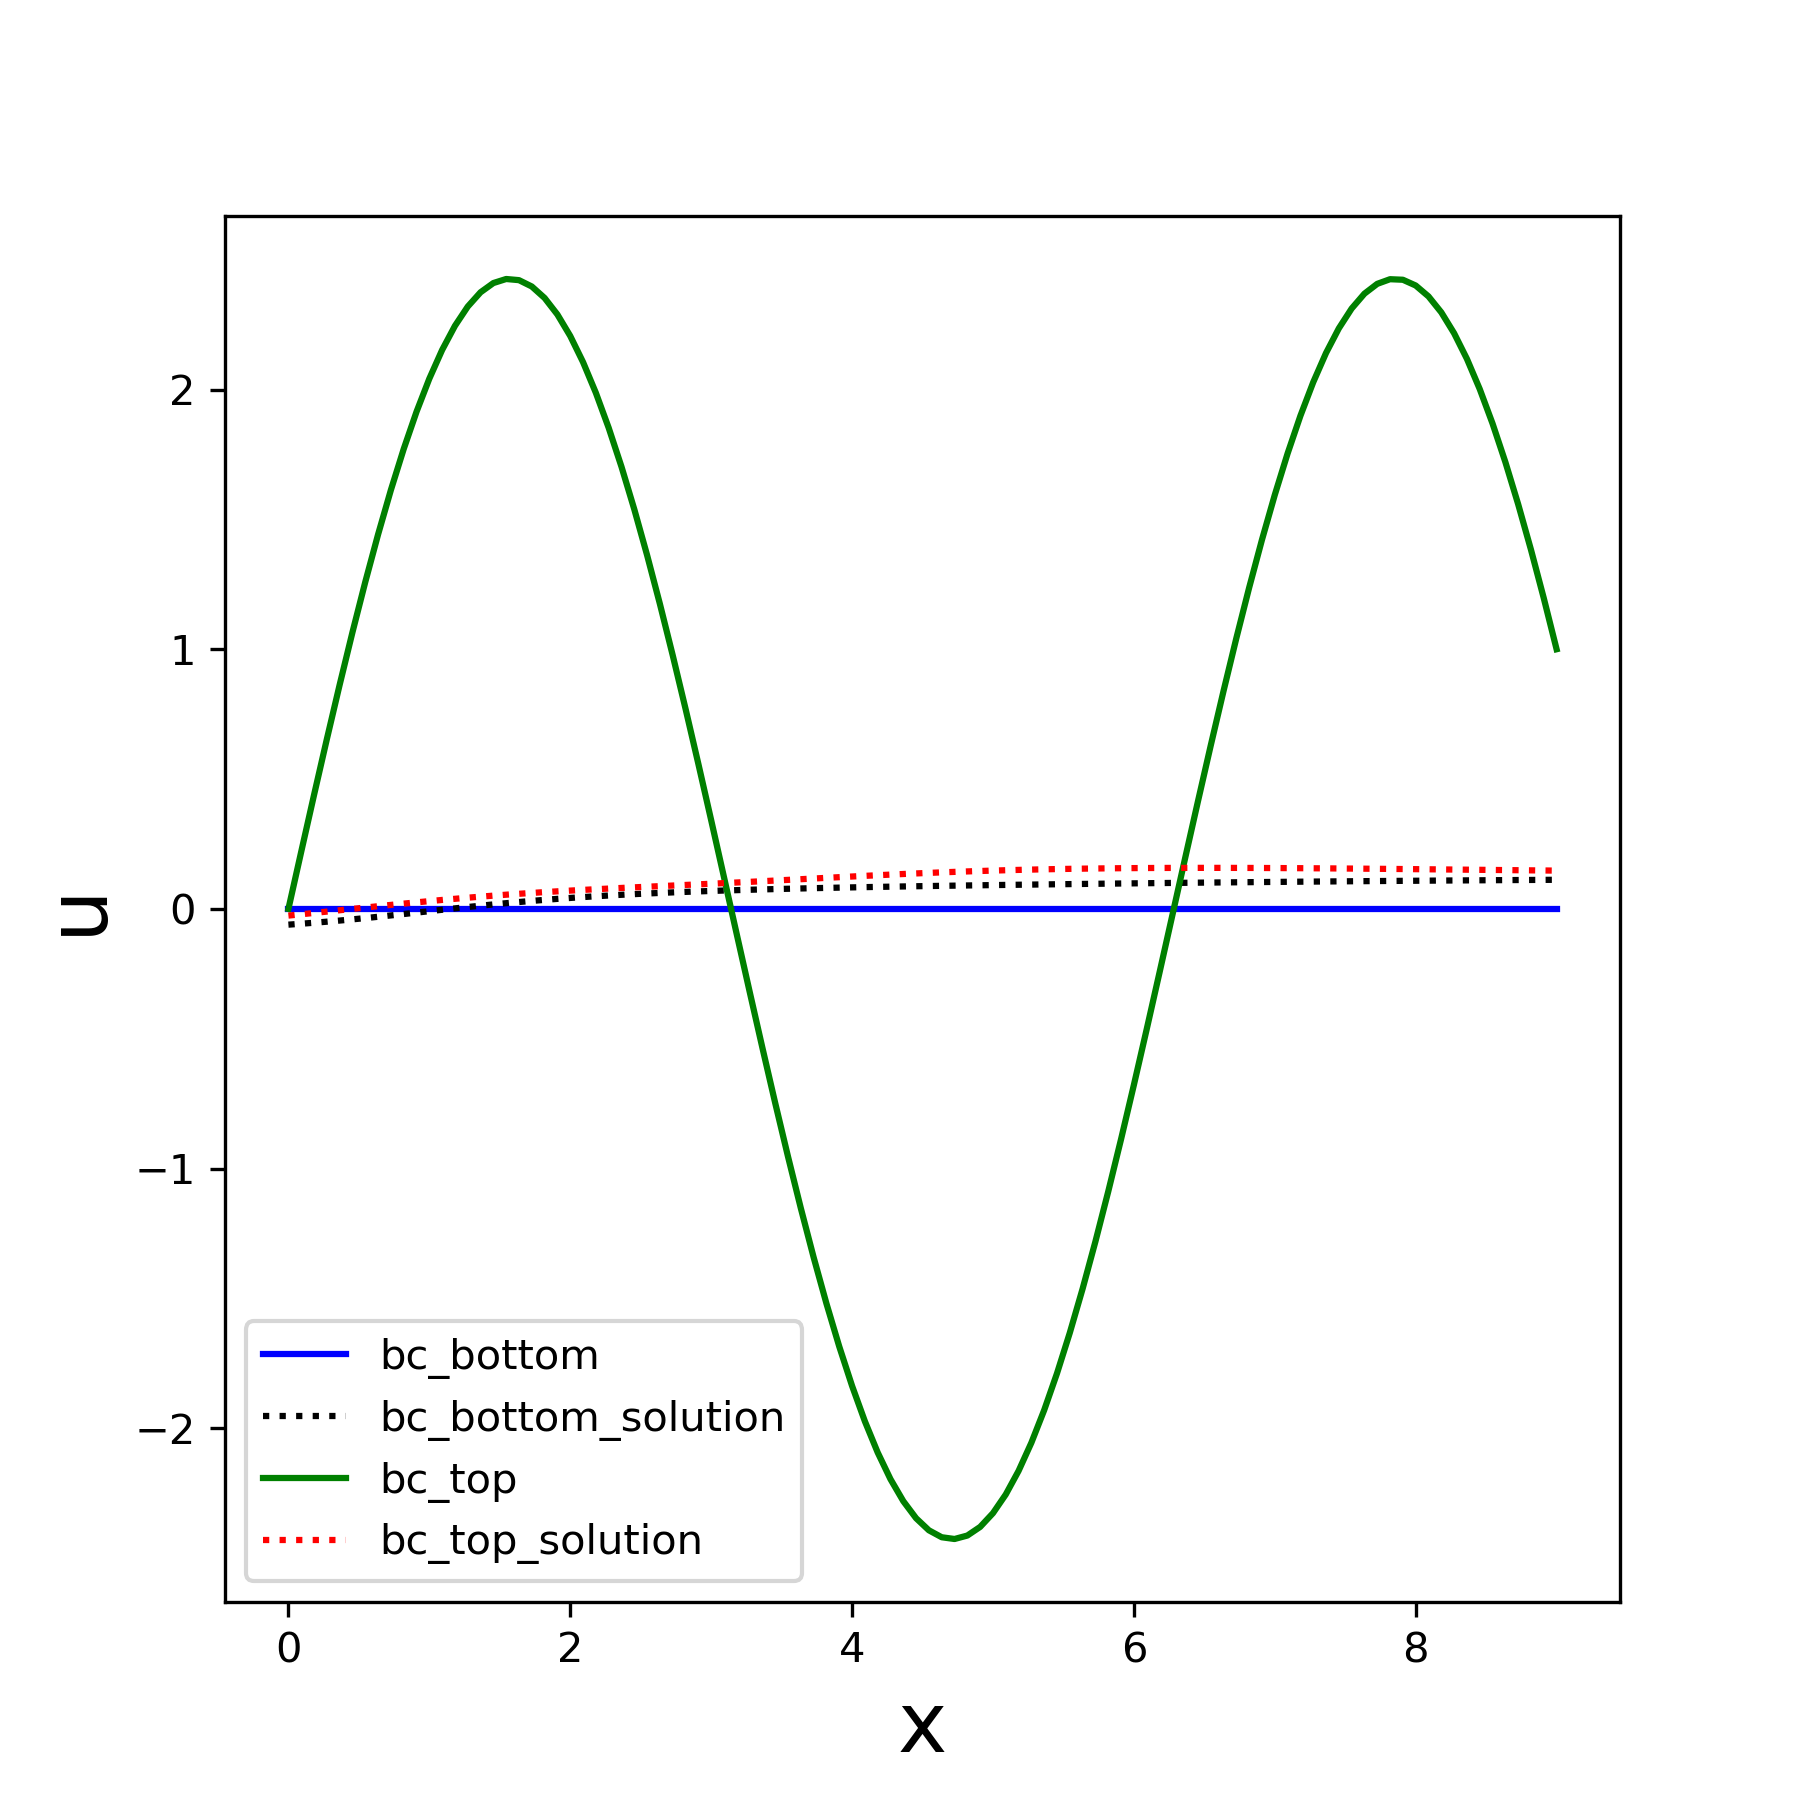 2
1
0
−1
−2
u
bc_bottom
bc_bottom_solution
bc_top
bc_top_solution
0 2 4 6 8
x